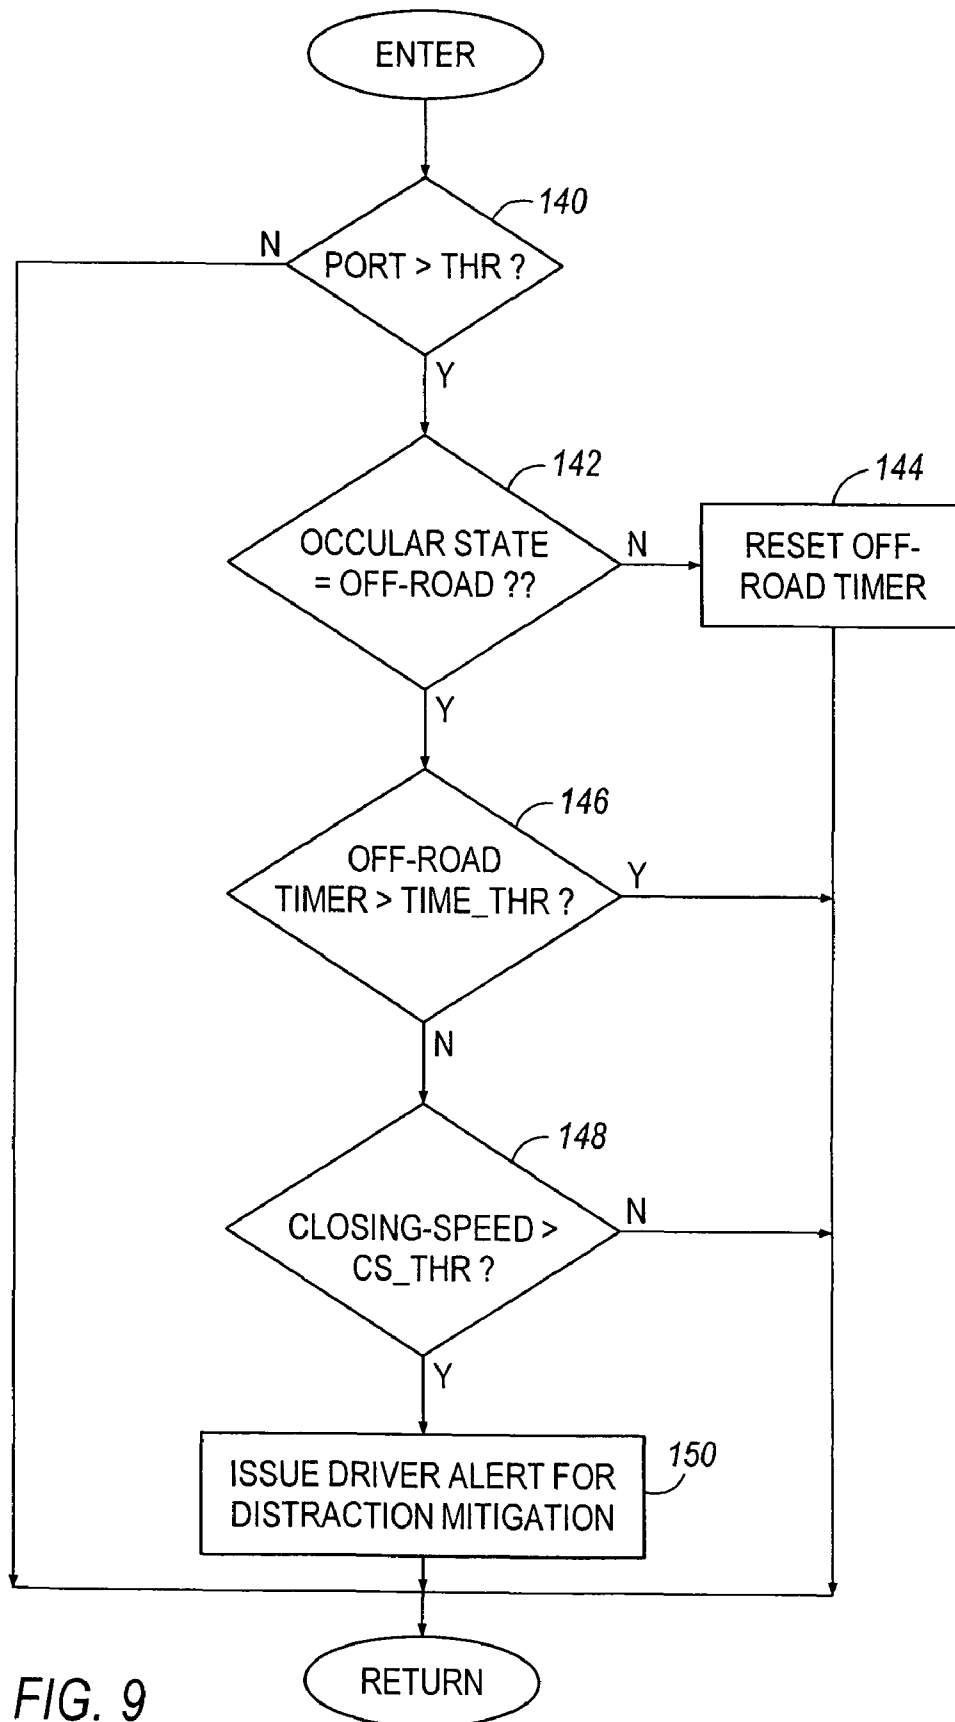 ENTER
140
N
PORT > THR ?
Y
142
144
OCCULAR STATE
= OFF-ROAD ??
N
RESET OFF-
ROAD TIMER
Y
146
OFF-ROAD
TIMER > TIME_THR ?
Y
N
148
CLOSING-SPEED >
CS_THR ?
N
Y
150
ISSUE DRIVER ALERT FOR
DISTRACTION MITIGATION
RETURN
FIG. 9